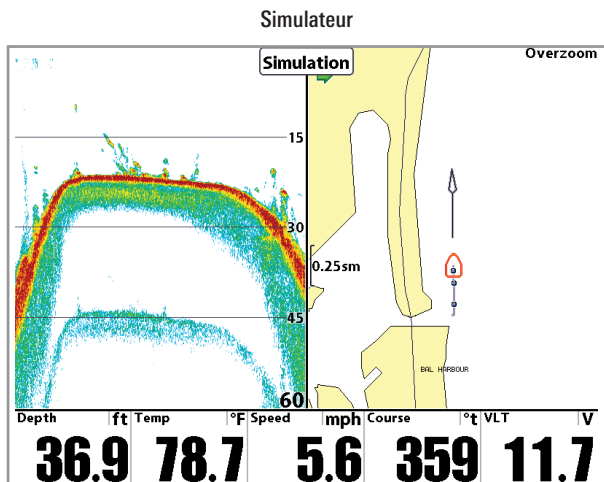 Simulateur
Simulation
Overzoom
15
30
45
60
0.25sm
BAL HARBOUR
Depth ft Temp °F Speed mph Course °t VLT V
36.9 78.7 5.6 359 11.7